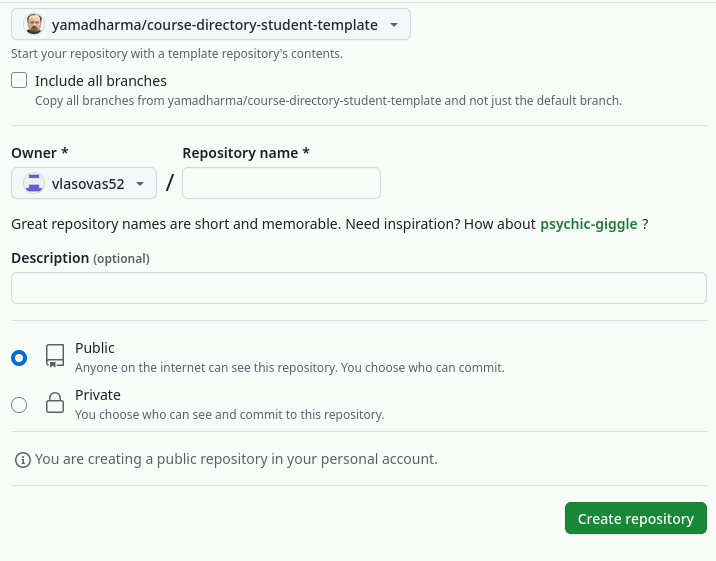 yamadharma/course-directory-student-template
Start your repository with a template repository's contents.
Include all branches
Copy all branches from yamadharma/course-directory-student-template and not just the default branch.
Owner * Repository name *
vlasovas52 /
Great repository names are short and memorable. Need inspiration? How about psychic-giggle ?
Description (optional)
Public
Anyone on the internet can see this repository. You choose who can commit.
Private
You choose who can see and commit to this repository.
You are creating a public repository in your personal account.
Create repository